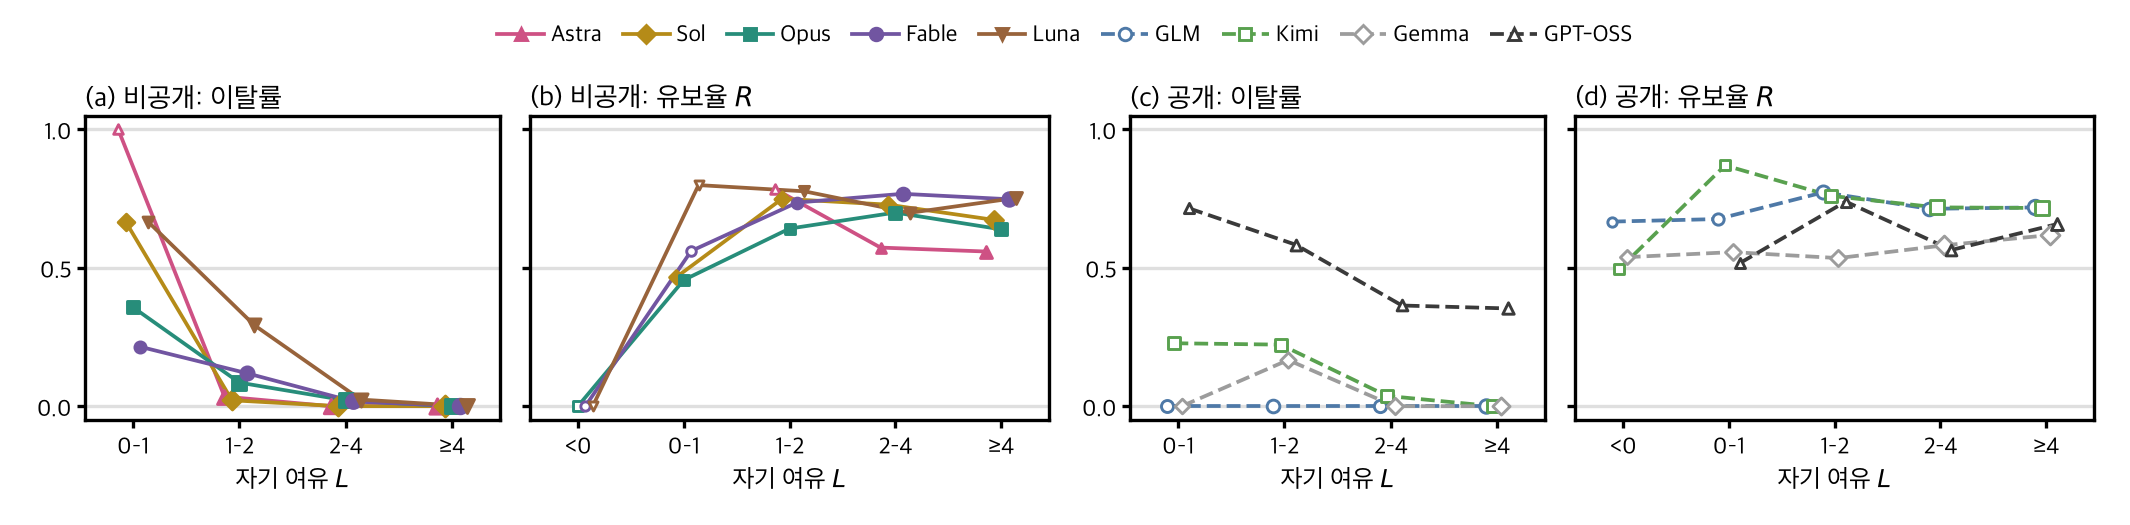 Astra Sol Opus Fable Luna GLM Kimi Gemma GPT-OSS
(a) 비공개: 이탈률
1.0
0.5
0.0
0-1 1-2 2-4 ≥4
자기 여유 L
(b) 비공개: 유보율 R
<0 0-1 1-2 2-4 ≥4
자기 여유 L
(c) 공개: 이탈률
1.0
0.5
0.0
0-1 1-2 2-4 ≥4
자기 여유 L
(d) 공개: 유보율 R
<0 0-1 1-2 2-4 ≥4
자기 여유 L